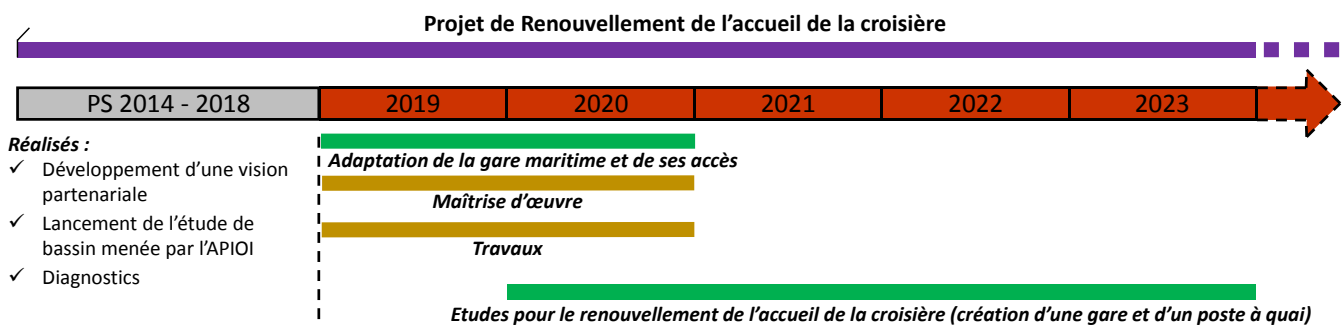 Projet de Renouvellement de l’accueil de la croisière
PS 2014 - 2018
2019
2020
2021
2022
2023
Réalisés :
✓ Développement d’une vision
partenariale
✓ Lancement de l’étude de
bassin menée par l’APIOI
✓ Diagnostics
Adaptation de la gare maritime et de ses accès
Maîtrise d’œuvre
Travaux
Etudes pour le renouvellement de l’accueil de la croisière (création d’une gare et d’un poste à quai)